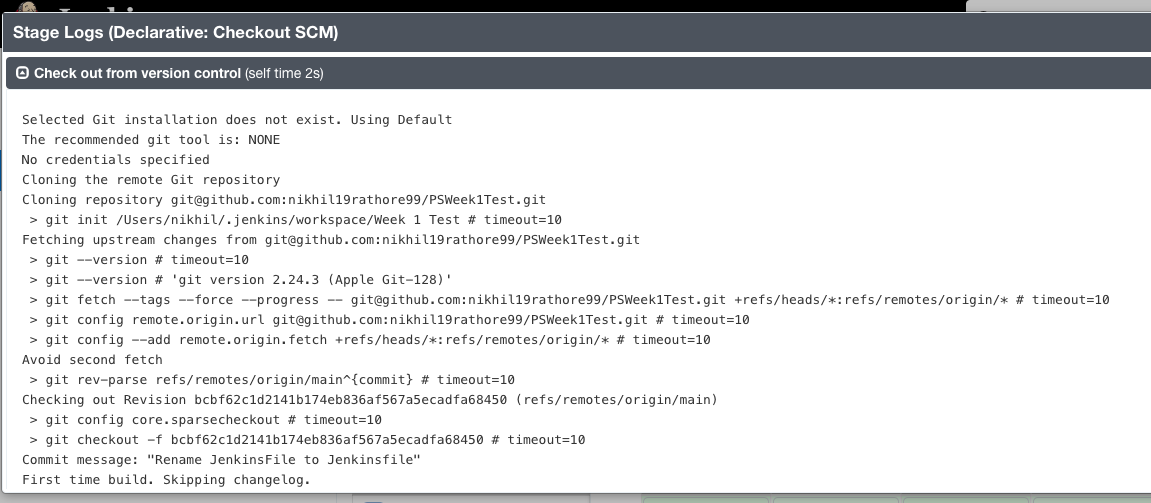 Stage Logs (Declarative: Checkout SCM)
Check out from version control (self time 2s)
Selected Git installation does not exist. Using Default
The recommended git tool is: NONE
No credentials specified
Cloning the remote Git repository
Cloning repository git@github.com:nikhil19rathore99/PSWeek1Test.git
> git init /Users/nikhil/.jenkins/workspace/Week 1 Test # timeout=10
Fetching upstream changes from git@github.com:nikhil19rathore99/PSWeek1Test.git
> git --version # timeout=10
> git --version # 'git version 2.24.3 (Apple Git-128)'
> git fetch --tags --force --progress -- git@github.com:nikhil19rathore99/PSWeek1Test.git +refs/heads/*:refs/remotes/origin/* # timeout=10
> git config remote.origin.url git@github.com:nikhil19rathore99/PSWeek1Test.git # timeout=10
> git config --add remote.origin.fetch +refs/heads/*:refs/remotes/origin/* # timeout=10
Avoid second fetch
> git rev-parse refs/remotes/origin/main^{commit} # timeout=10
Checking out Revision bcbf62c1d2141b174eb836af567a5ecadfa68450 (refs/remotes/origin/main)
> git config core.sparsecheckout # timeout=10
> git checkout -f bcbf62c1d2141b174eb836af567a5ecadfa68450 # timeout=10
Commit message: "Rename JenkinsFile to Jenkinsfile"
First time build. Skipping changelog.